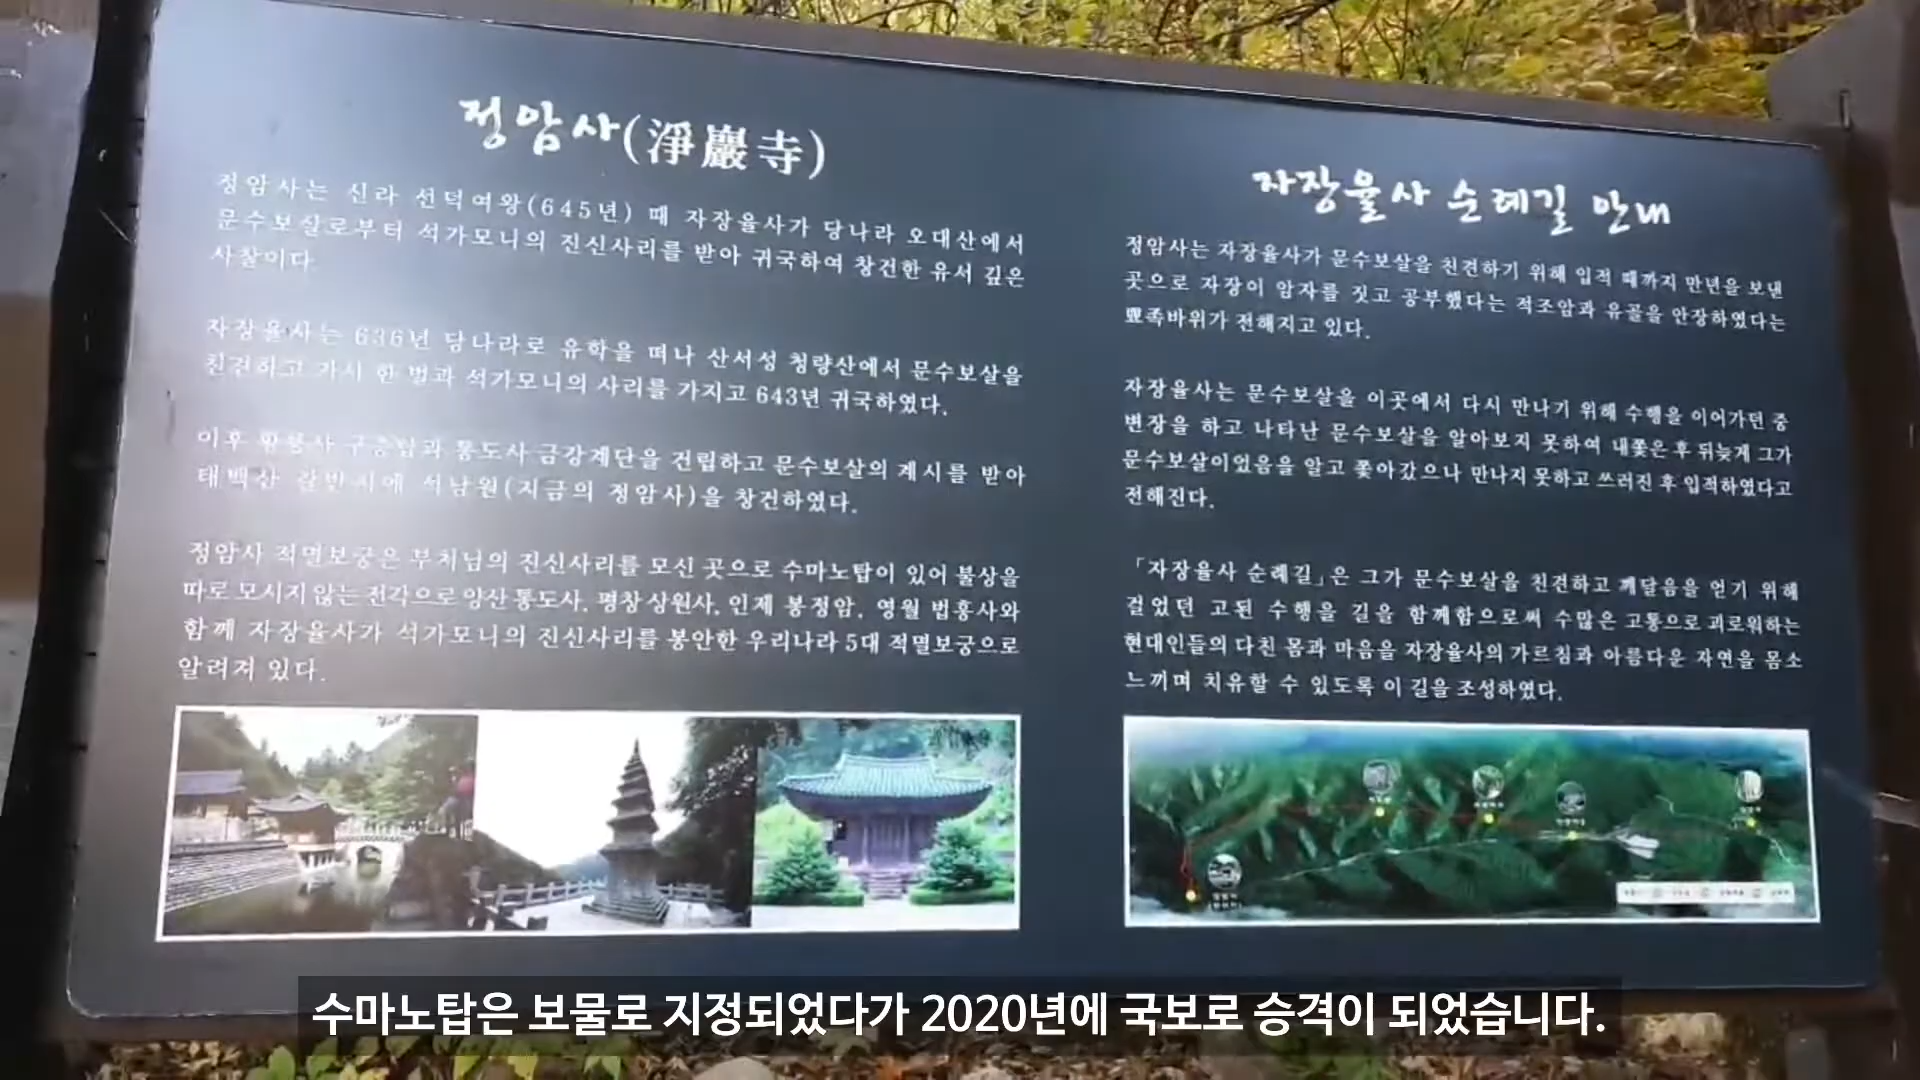 정암사(淨巖寺)
정암사는 신라 선덕여왕(645년) 때 자장율사가 당나라 오대산에서
문수보살로부터 석가모니의 진신사리를 받아 귀국하여 창건한 유서 깊은
사찰이다.
자장율사는 636년 당나라로 유학을 떠나 산서성 청량산에서 문수보살을
친견하고 가사 한 벌과 석가모니의 사리를 가지고 643년 귀국하였다.
이후 황룡사 구층탑과 통도사 금강계단을 건립하고 문수보살의 계시를 받아
태백산 갈반지에 석남원(지금의 정암사)을 창건하였다.
정암사 적멸보궁은 부처님의 진신사리를 모신 곳으로 수마노탑이 있어 불상을
따로 모시지 않는 전각으로 양산 통도사, 평창 상원사, 인제 봉정암, 영월 법흥사와
함께 자장율사가 석가모니의 진신사리를 봉안한 우리나라 5대 적멸보궁으로
알려져 있다.
자장율사 순례길 안내
정암사는 자장율사가 문수보살을 친견하기 위해 입적 때까지 만년을 보낸
곳으로 자장이 암자를 짓고 공부했다는 적조암과 유골을 안장하였다는
뾨족바위가 전해지고 있다.
자장율사는 문수보살을 이곳에서 다시 만나기 위해 수행을 이어가던 중
변장을 하고 나타난 문수보살을 알아보지 못하여 내쫓은 후 뒤늦게 그가
문수보살이었음을 알고 쫓아갔으나 만나지 못하고 쓰러진 후 입적하였다고
전해진다.
「자장율사 순례길」은 그가 문수보살을 친견하고 깨달음을 얻기 위해
걸었던 고된 수행을 길을 함께함으로써 수많은 고통으로 괴로워하는
현대인들의 다친 몸과 마음을 자장율사의 가르침과 아름다운 자연을 몸소
느끼며 치유할 수 있도록 이 길을 조성하였다.
수마노탑은 보물로 지정되었다가 2020년에 국보로 승격이 되었습니다.